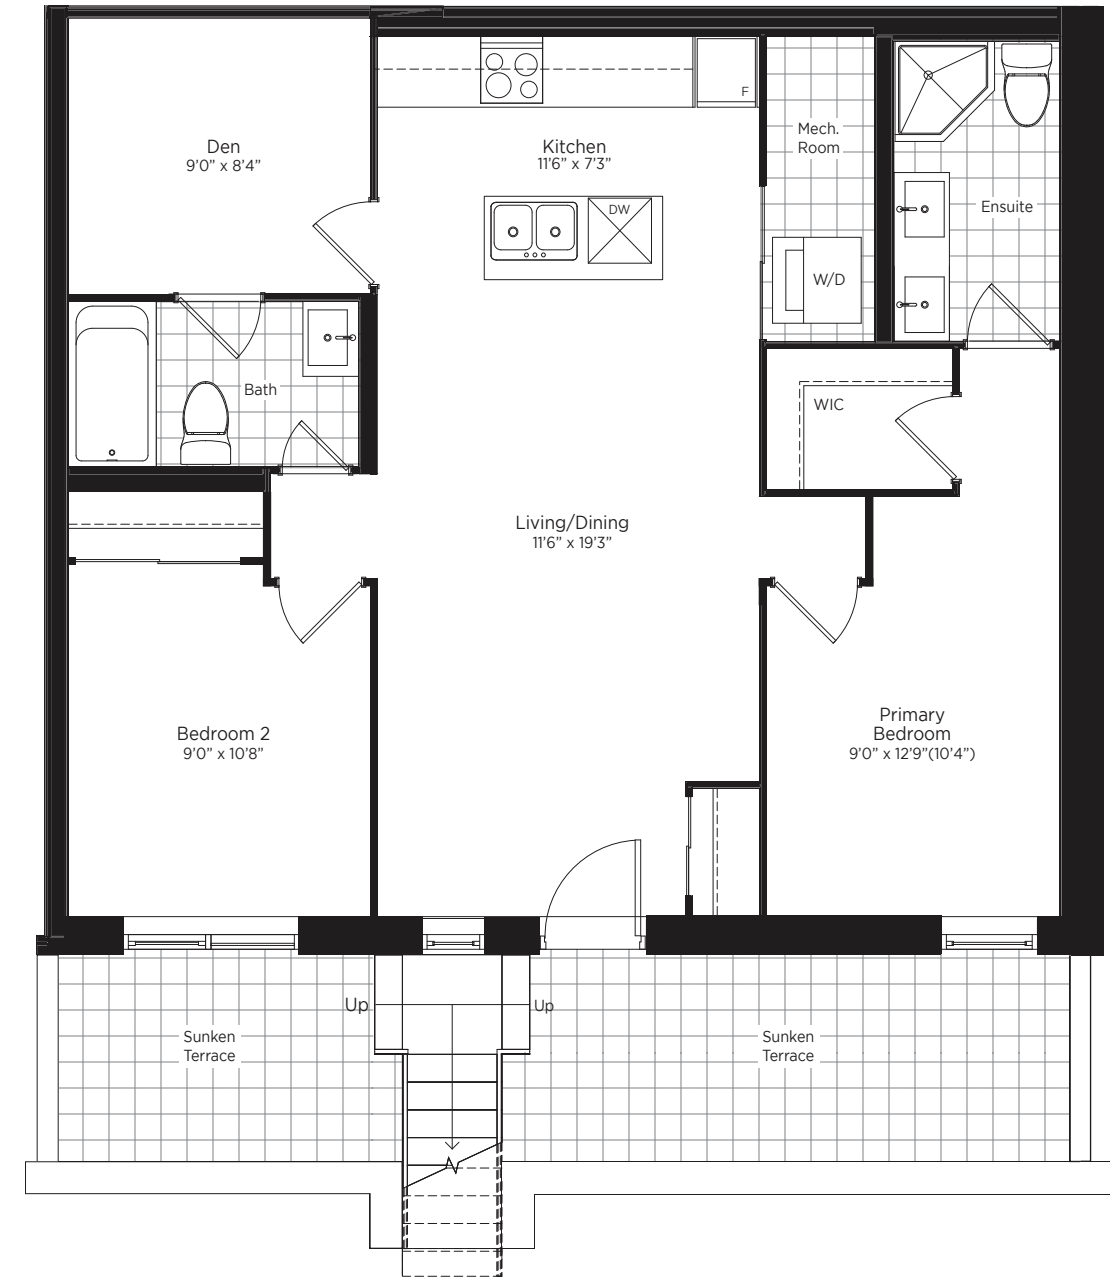 Den
9'0” x 8'4”
Kitchen
11'6” x 7'3”
F
Mech.
Room
Ensuite
DW
W/D
Bath
WIC
Living/Dining
11'6” x 19'3”
Bedroom 2
9'0” x 10'8”
Primary
Bedroom
9'0” x 12'9”(10'4”)
Up
Up
Sunken
Terrace
Sunken
Terrace